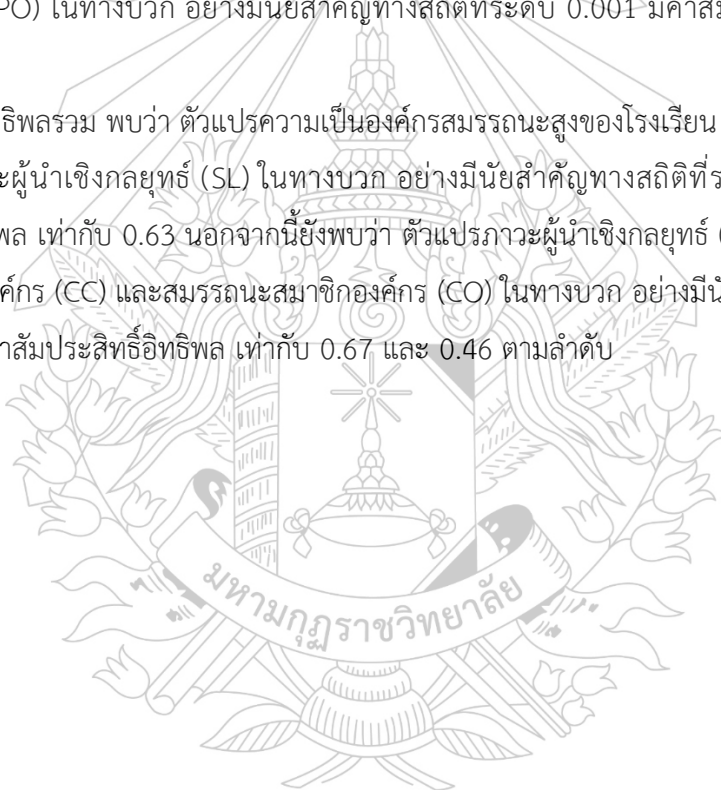 PO) ในทางบวก อย่างมีนัยสำคัญทางสถิติที่ระดับ 0.001
ธิพลรวม พบว่า ตัวแปรความเป็นองค์กรสมรรถนะสูงของโรงเรียน
ะผู้นำเชิงกลยุทธ์ (SL) ในทางบวก อย่างมีนัยสำคัญทางสถิติที่ร
พล เท่ากับ 0.63 นอกจากนี้ยังพบว่า ตัวแปรภาวะผู้นำเชิงกลยุทธ์ (
ค์กร (CC) และสมรรถนะสมาชิกองค์กร (CO) ในทางบวก อย่างมีนั
าสัมประสิทธิ์อิทธิพล เท่ากับ 0.67 และ 0.46 ตามลำดับ
มหามกุฏราชวิทยาลัย